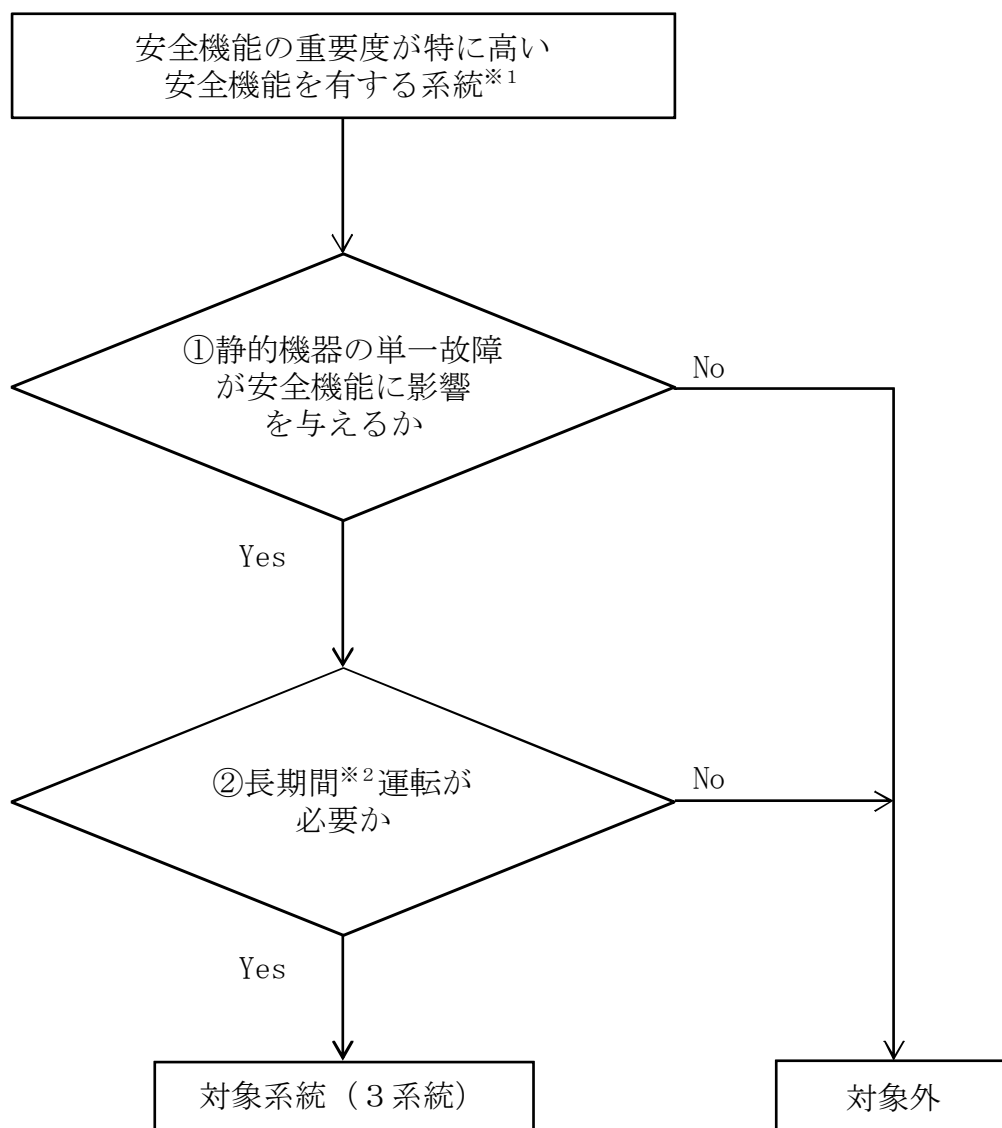 安全機能の重要度が特に高い
安全機能を有する系統※1
①静的機器の単一故障
が安全機能に影響
を与えるか
No
Yes
②長期間※2運転が
必要か
No
Yes
対象系統(3系統)
対象外